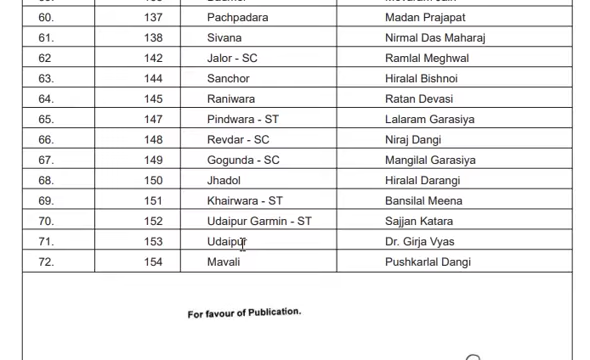 60. 137 Pachpadara Madan Prajapat
61. 138 Sivana Nirmal Das Maharaj
62 142 Jalor - SC Ramlal Meghwal
63. 144 Sanchor Hiralal Bishnoi
64. 145 Raniwara Ratan Devasi
65. 147 Pindwara - ST Lalaram Garasiya
66. 148 Revdar - SC Niraj Dangi
67. 149 Gogunda - SC Mangilal Garasiya
68. 150 Jhadol Hiralal Darangi
69. 151 Khairwara - ST Bansilal Meena
70. 152 Udaipur Garmin - ST Sajjan Katara
71. 153 Udaipur Dr. Girja Vyas
72. 154 Mavali Pushkarlal Dangi
For favour of Publication.